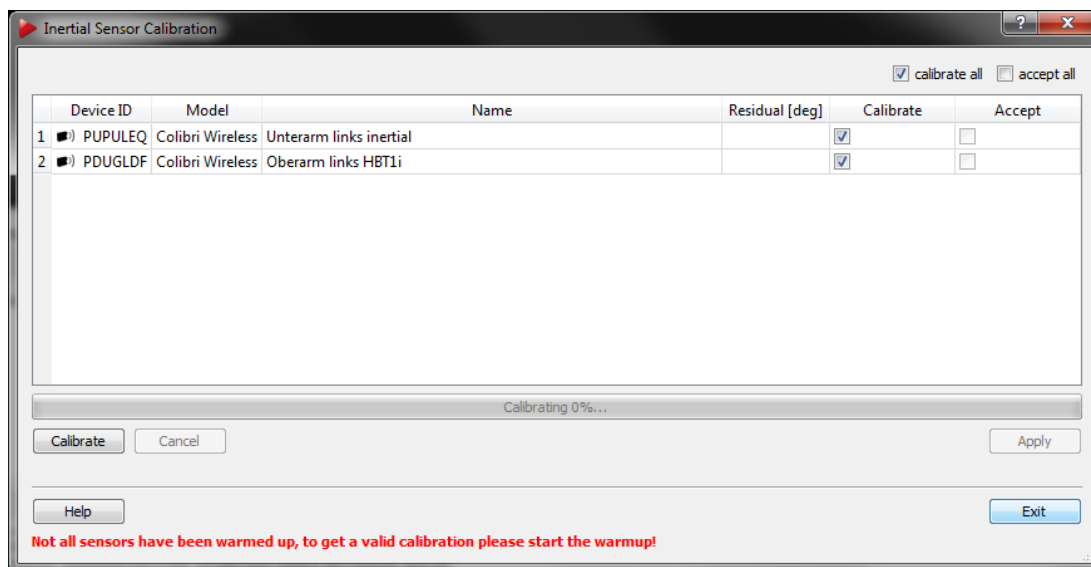 Inertial Sensor Calibration
? X
calibrate all accept all
Device ID Model Name Residual [deg] Calibrate Accept
1 PUPULEQ Colibri Wireless Unterarm links inertial
2 PDUGLDF Colibri Wireless Oberarm links HBT1i
Calibrating 0%...
Calibrate Cancel Apply
Help Exit
Not all sensors have been warmed up, to get a valid calibration please start the warmup!